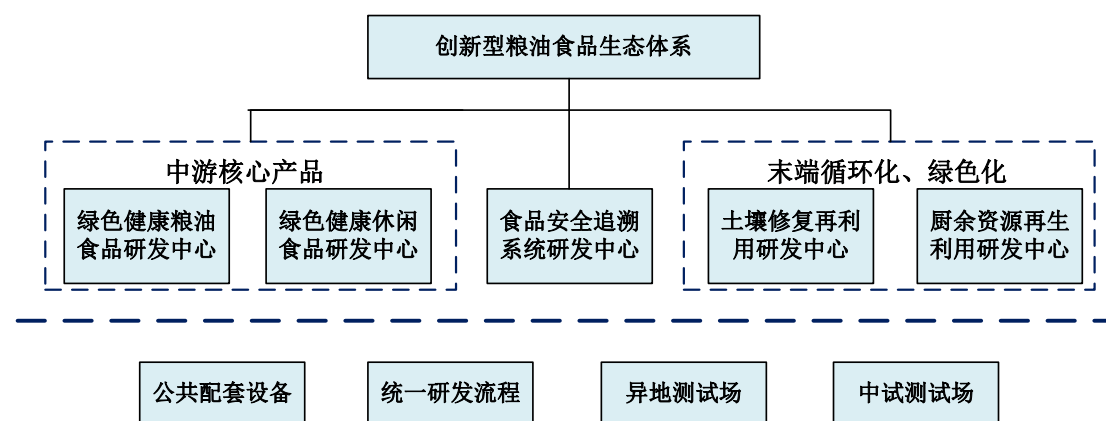 创新型粮油食品生态体系
中游核心产品
末端循环化、绿色化
绿色健康粮油
食品研发中心
绿色健康休闲
食品研发中心
食品安全追溯
系统研发中心
土壤修复再利
用研发中心
厨余资源再生
利用研发中心
公共配套设备
统一研发流程
异地测试场
中试测试场